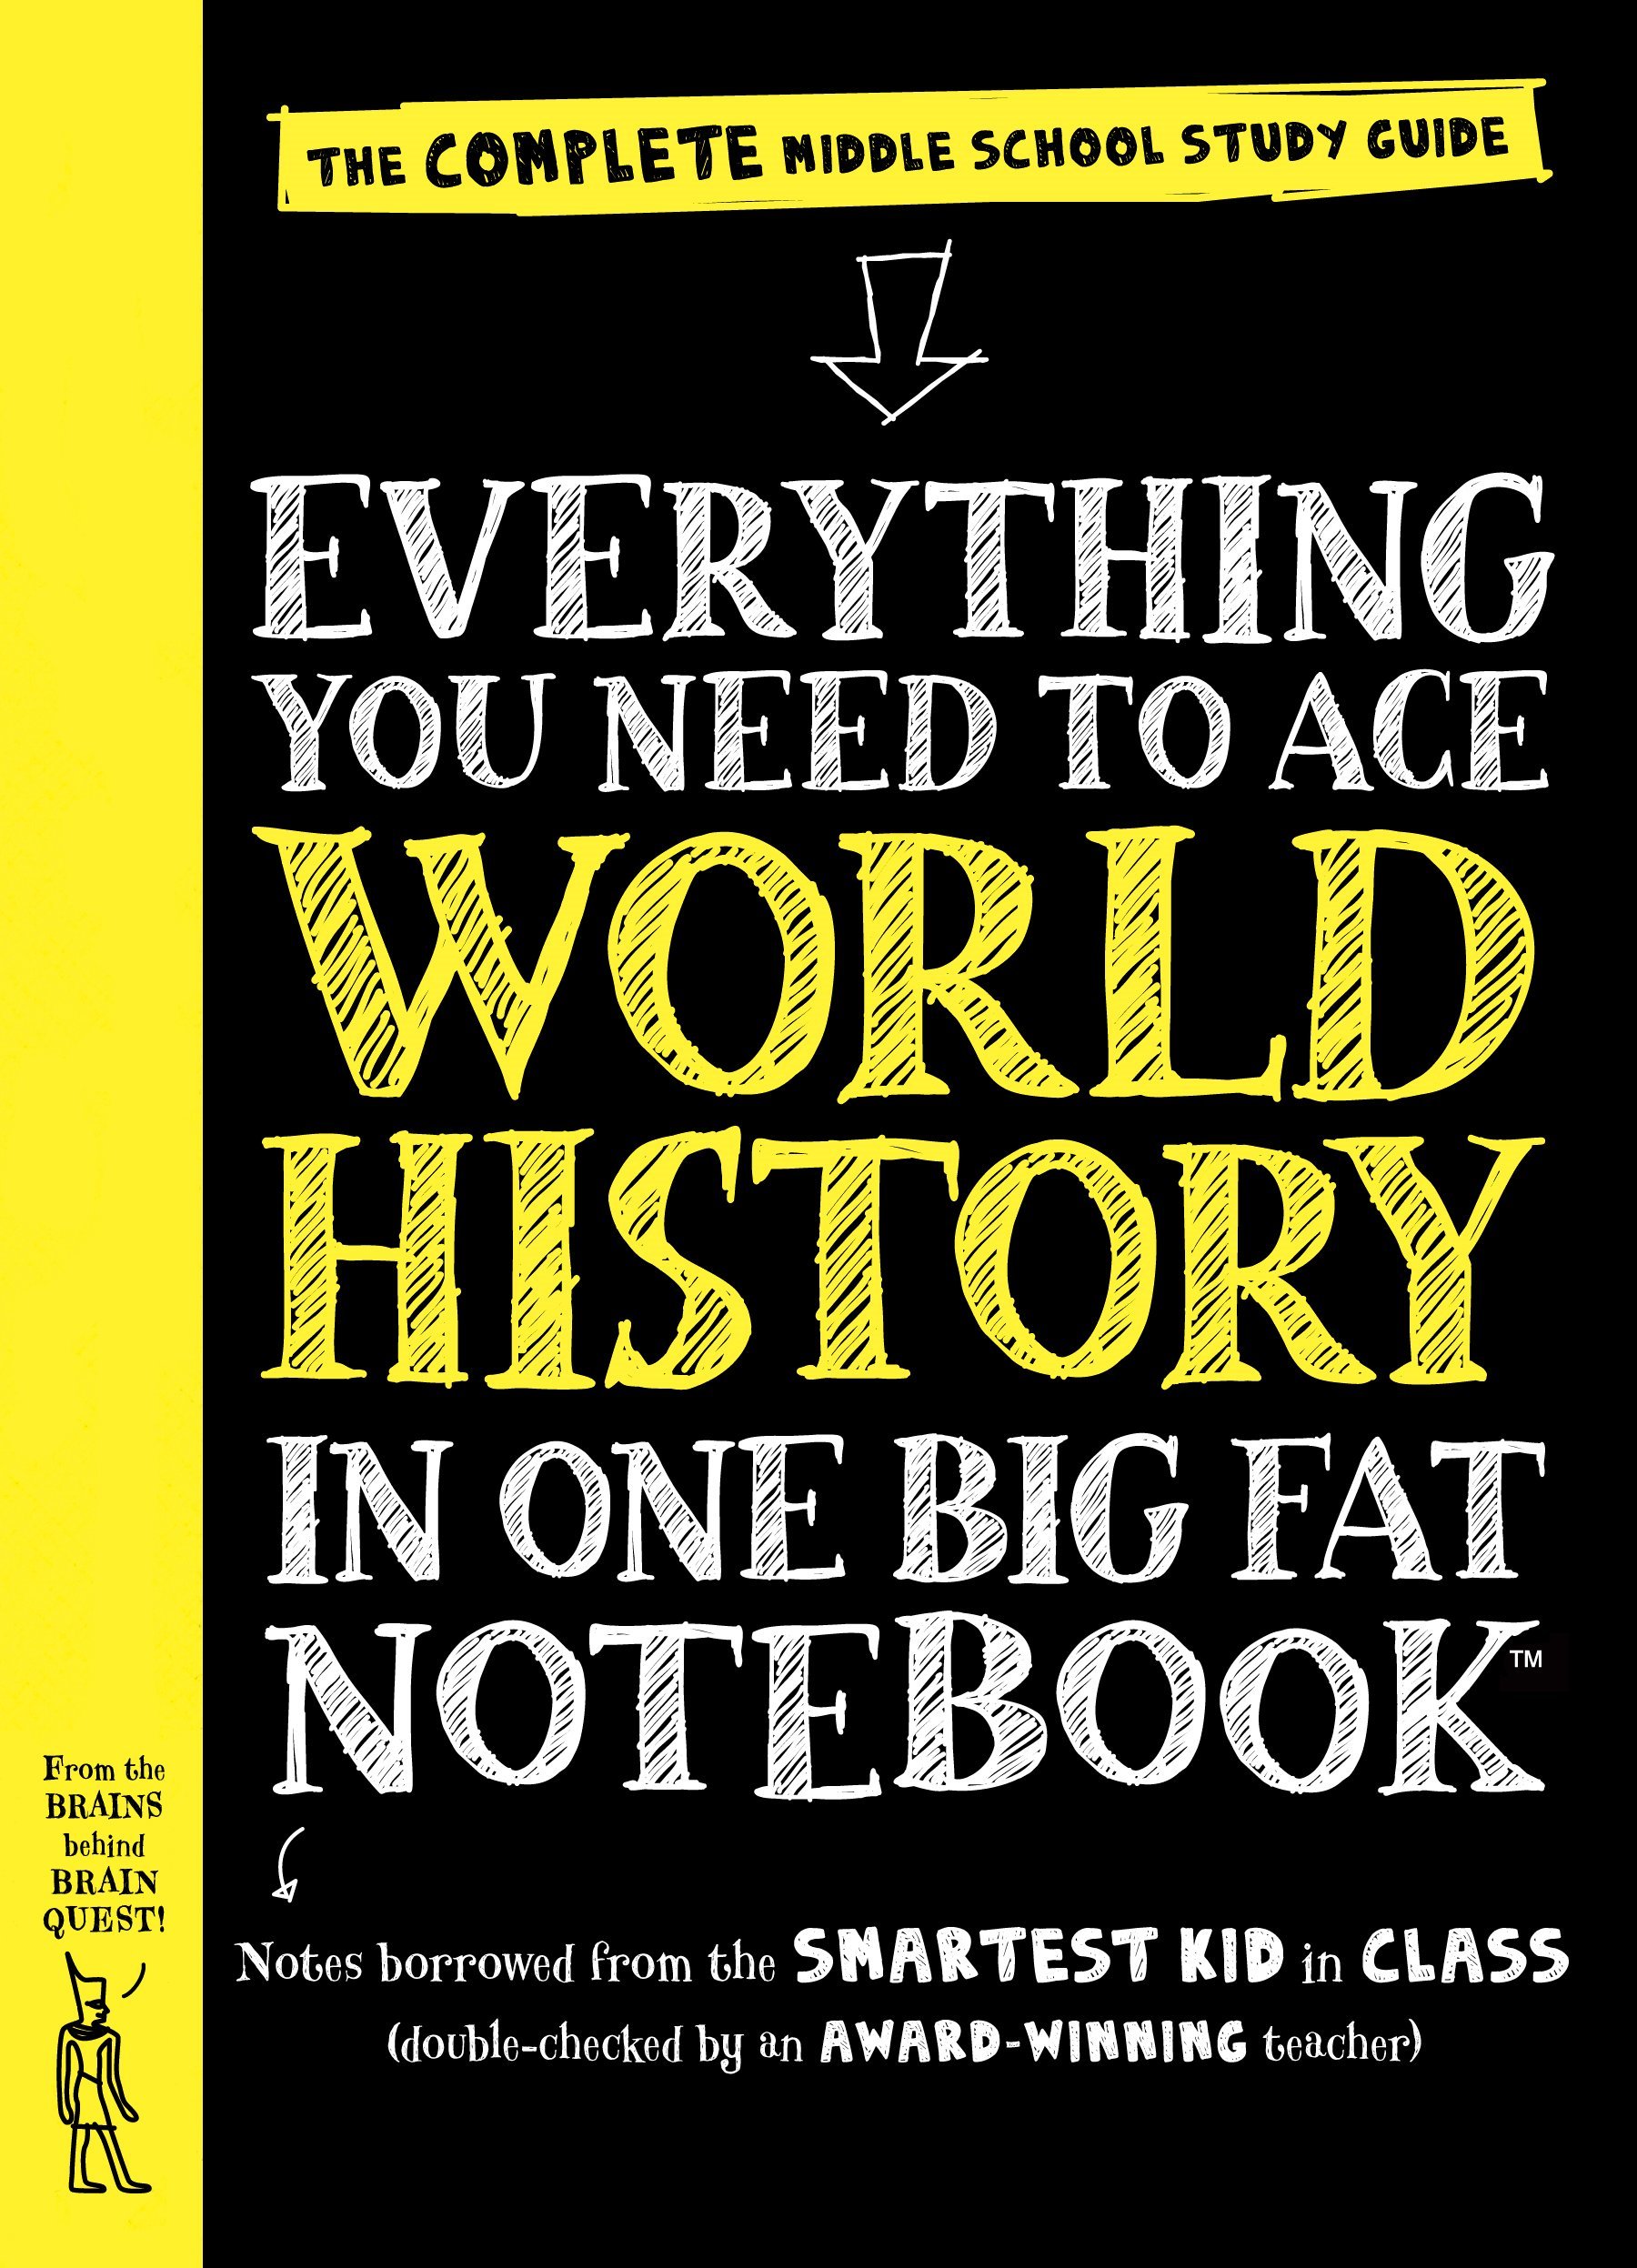 THE COMPLETE MIDDLE SCHOOL STUDY GUIDE
EVERYTHING
YOU NEED TO ACE
WORLD
HISTORY
IN ONE BIG FAT
NOTEBOOK™
From the
BRAINS
behind
BRAIN
QUEST!
Notes borrowed from the SMARTEST KID in CLASS
(double-checked by an AWARD-WINNING teacher)